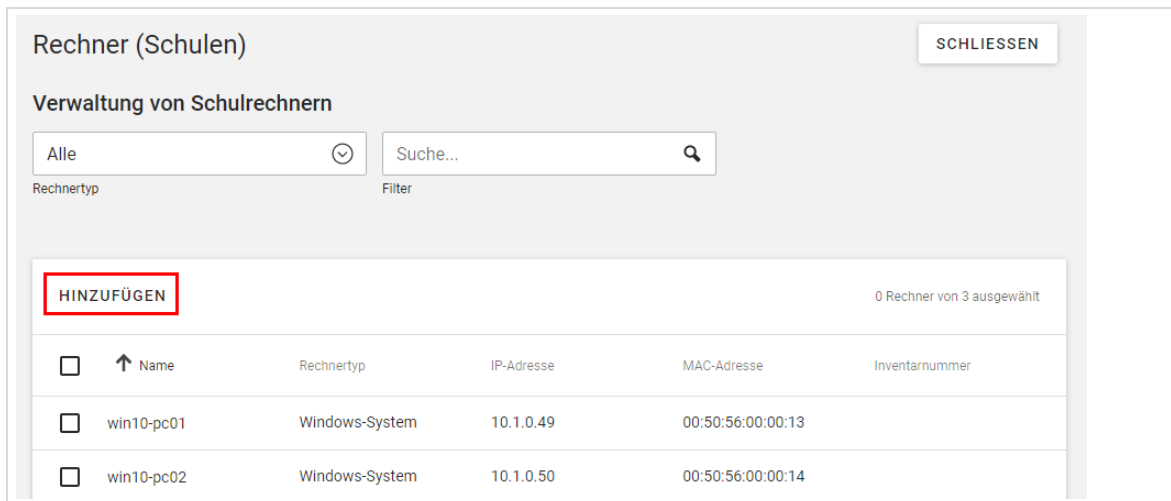 Rechner (Schulen)
SCHLIESSEN
Verwaltung von Schulrechnern
Alle
Suche...
Rechnertyp
Filter
HINZUFÜGEN
0 Rechner von 3 ausgewählt
Name Rechnertyp IP-Adresse MAC-Adresse Inventarnummer
win10-pc01 Windows-System 10.1.0.49 00:50:56:00:00:13
win10-pc02 Windows-System 10.1.0.50 00:50:56:00:00:14